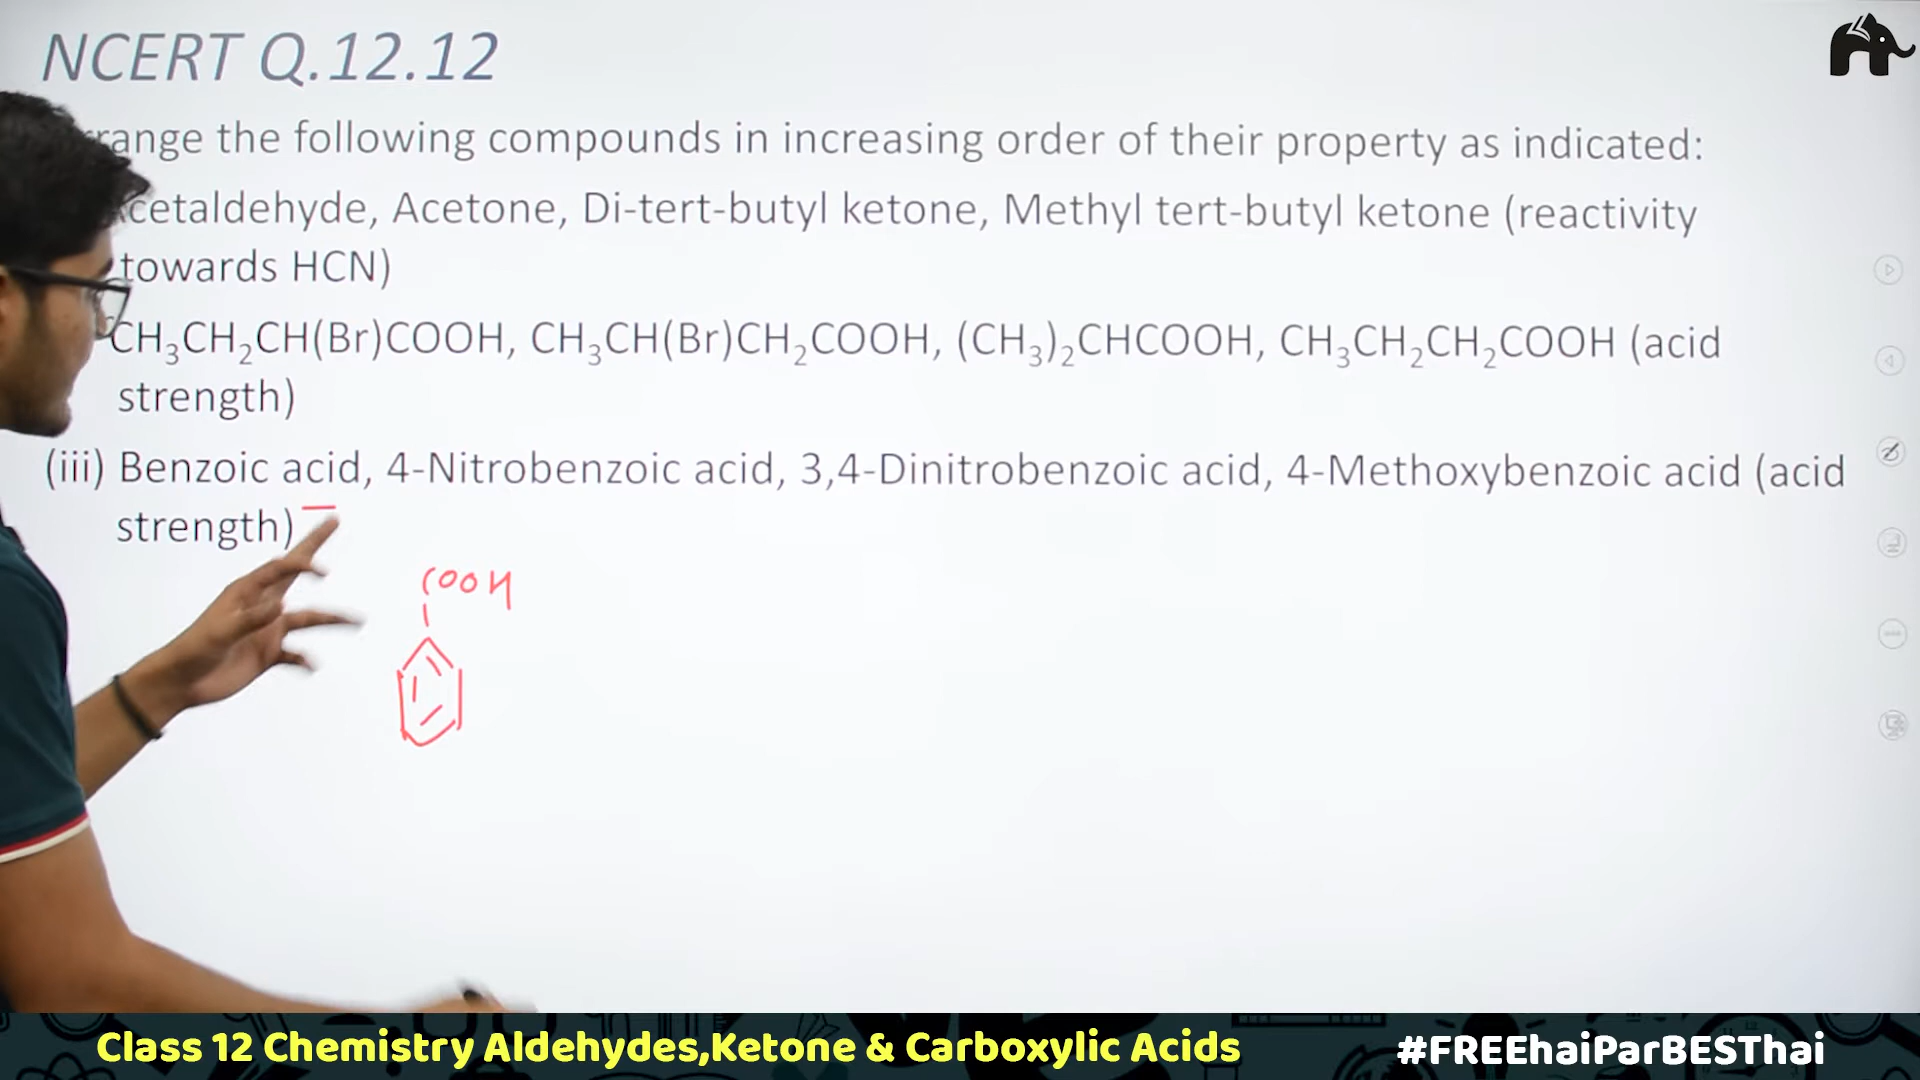 NCERT Q.12.12
range the following compounds in increasing order of their property as indicated:
cetaldehyde, Acetone, Di-tert-butyl ketone, Methyl tert-butyl ketone (reactivity
towards HCN)
CH₃CH₂CH(Br)COOH, CH₃CH(Br)CH₂COOH, (CH₃)₂CHCOOH, CH₃CH₂CH₂COOH (acid
strength)
(iii) Benzoic acid, 4-Nitrobenzoic acid, 3,4-Dinitrobenzoic acid, 4-Methoxybenzoic acid (acid
strength)
COOH
Class 12 Chemistry Aldehydes,Ketone & Carboxylic Acids
#FREEhaiParBESThai